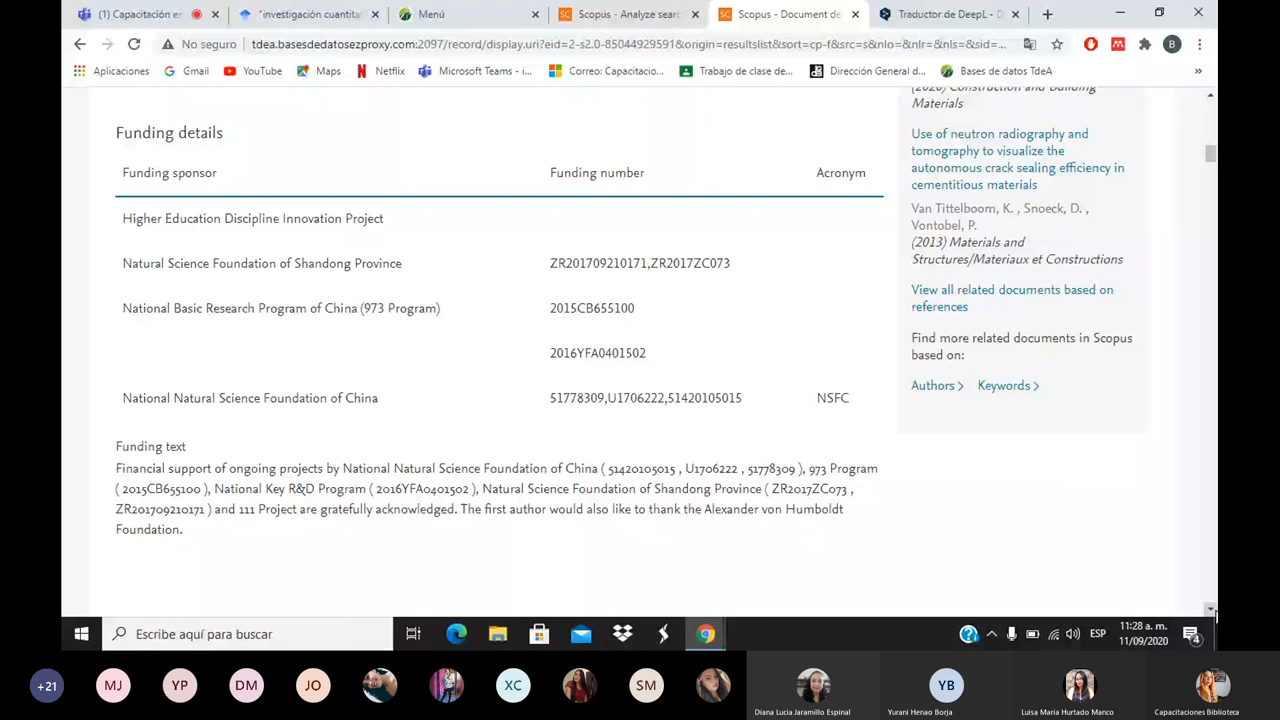 (1) Capacitación en
"investigación cuantitat
Menú
Scopus - Analyze searc
Scopus - Document de
Traductor de DeepL - D
No seguro
tdea.basesdedatosezproxy.com:2097/record/display.uri?eid=2-s2.0-85044929591&origin=resultslist&sort=cp-f&src=s&nlo=&nlr=&nls=&sid=...
B
Aplicaciones
Gmail
YouTube
Maps
Netflix
Microsoft Teams - i...
Correo: Capacitacio...
Trabajo de clase de...
Dirección General d...
Bases de datos TdeA
»
Funding details
Funding sponsor
Funding number
Acronym
Higher Education Discipline Innovation Project
Natural Science Foundation of Shandong Province
ZR201709210171,ZR2017ZC073
National Basic Research Program of China (973 Program)
2015CB655100
2016YFA0401502
National Natural Science Foundation of China
51778309,U1706222,51420105015
NSFC
Funding text
Financial support of ongoing projects by National Natural Science Foundation of China ( 51420105015 , U1706222 , 51778309 ), 973 Program
( 2015CB655100 ), National Key R&D Program ( 2016YFA0401502 ), Natural Science Foundation of Shandong Province ( ZR2017ZC073 ,
ZR201709210171 ) and 111 Project are gratefully acknowledged. The first author would also like to thank the Alexander von Humboldt
Foundation.
(2020) Construction and Building
Materials
Use of neutron radiography and
tomography to visualize the
autonomous crack sealing efficiency in
cementitious materials
Van Tittelboom, K. , Snoeck, D. ,
Vontobel, P.
(2013) Materials and
Structures/Materiaux et Constructions
View all related documents based on
references
Find more related documents in Scopus
based on:
Authors >
Keywords >
Escribe aquí para buscar
ESP
11:28 a. m.
11/09/2020
4
+21
MJ
YP
DM
JO
XC
SM
Diana Lucia Jaramillo Espinal
YB
Yurani Henao Borja
Luisa Maria Hurtado Manco
Capacitaciones Biblioteca